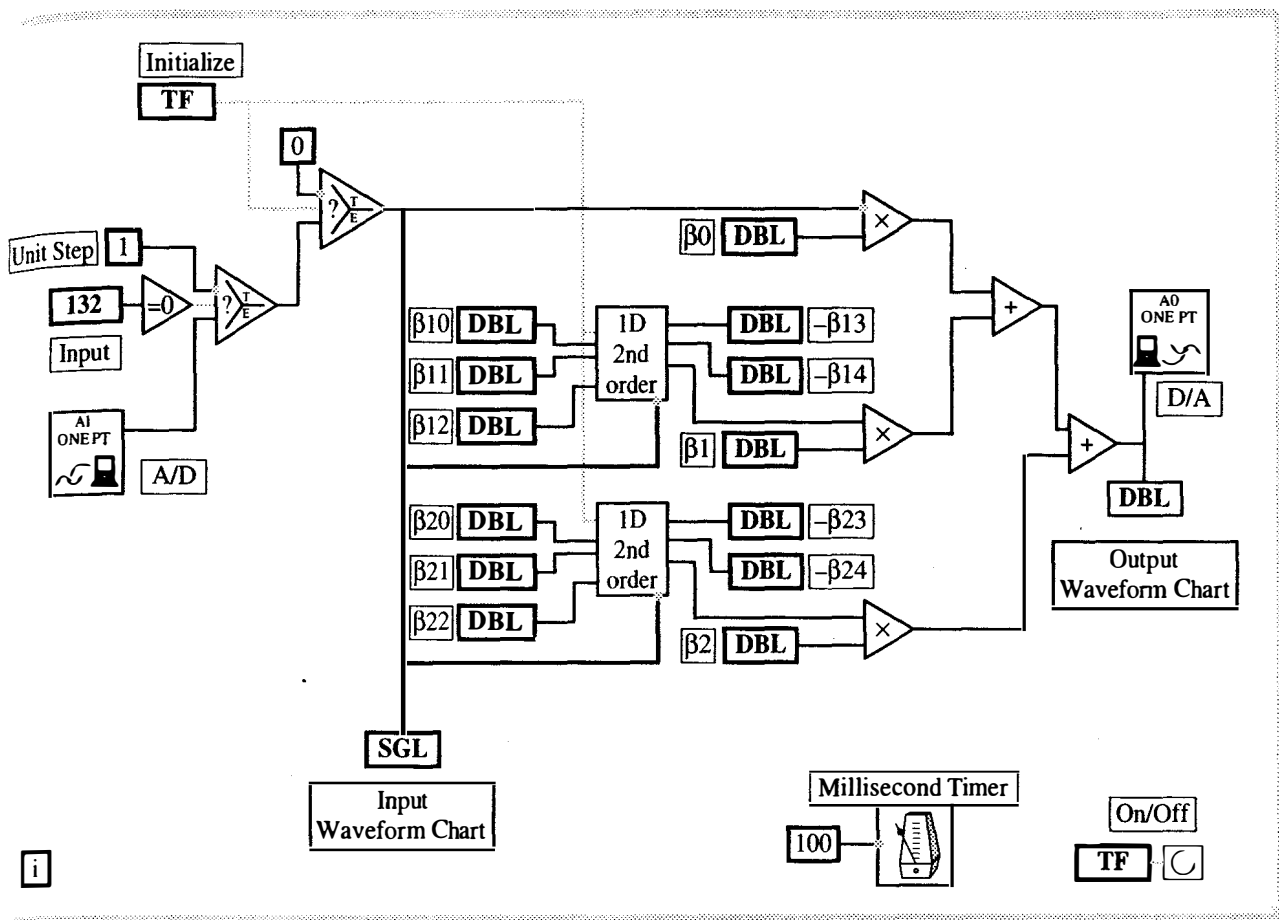 Initialize
TF
0
? T E
Unit Step 1
132 =0 ? T E
Input
AI
ONE PT
A/D
β0 DBL ×
β10 DBL 1D DBL –β13
β11 DBL 2nd DBL –β14
β12 DBL order
β1 DBL ×
+
+
A0
ONE PT
D/A
DBL
Output
Waveform Chart
β20 DBL 1D DBL –β23
β21 DBL 2nd DBL –β24
β22 DBL order
β2 DBL ×
SGL
Input
Waveform Chart
Millisecond Timer
100
On/Off
TF
i